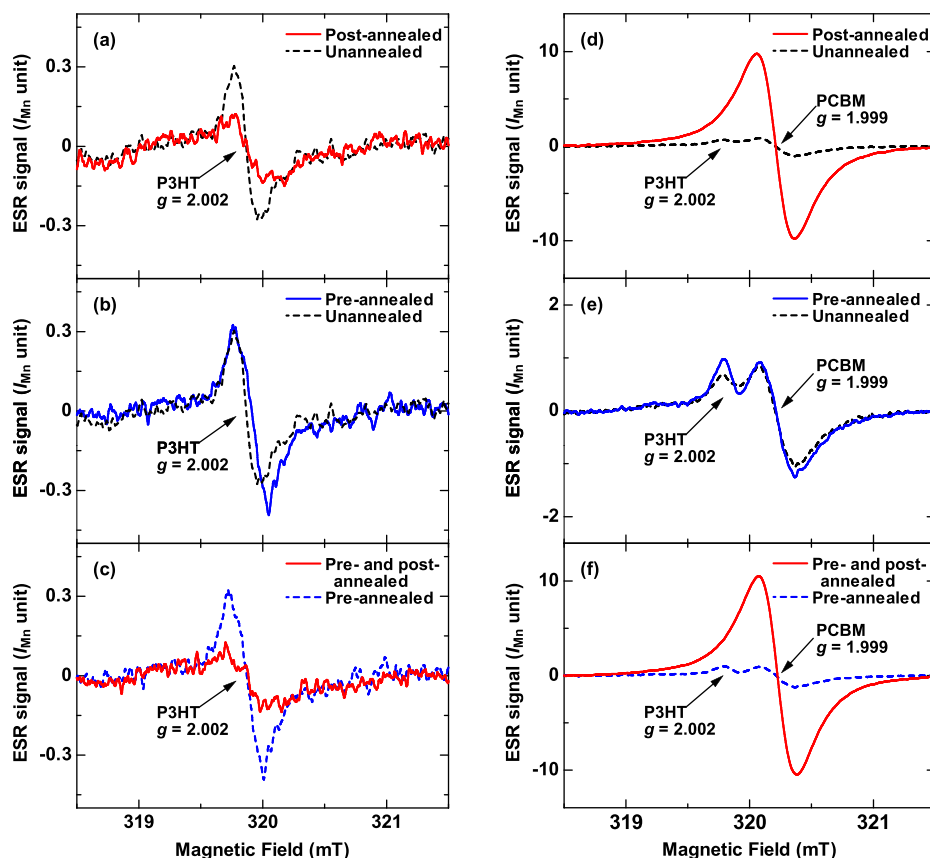 (a)
Post-annealed
Unannealed
0.3
0
-0.3
ESR signal (IMn unit)
P3HT
g = 2.002
(b)
Pre-annealed
Unannealed
0.3
0
-0.3
ESR signal (IMn unit)
P3HT
g = 2.002
(c)
Pre- and post-
annealed
Pre-annealed
0.3
0
-0.3
ESR signal (IMn unit)
P3HT
g = 2.002
319
320
321
Magnetic Field (mT)
(d)
Post-annealed
Unannealed
10
0
-10
ESR signal (IMn unit)
PCBM
g = 1.999
P3HT
g = 2.002
(e)
Pre-annealed
Unannealed
2
0
-2
ESR signal (IMn unit)
PCBM
g = 1.999
P3HT
g = 2.002
(f)
Pre- and post-
annealed
Pre-annealed
10
0
-10
ESR signal (IMn unit)
PCBM
g = 1.999
P3HT
g = 2.002
319
320
321
Magnetic Field (mT)